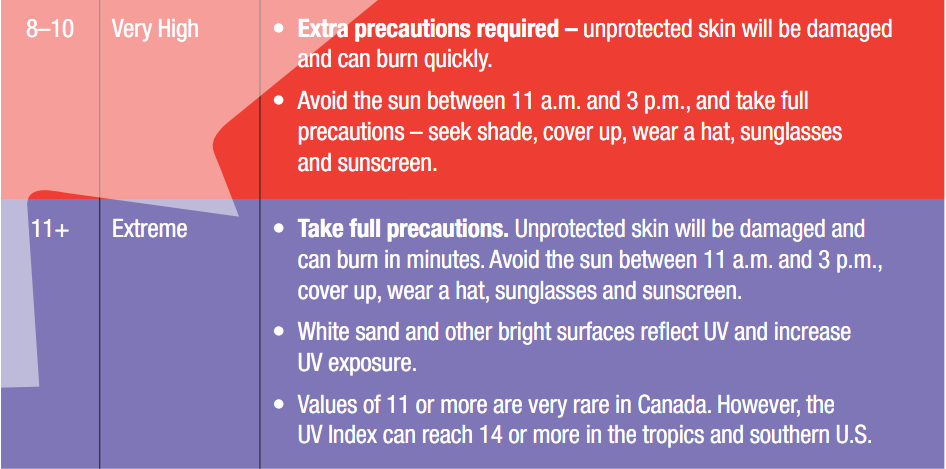 8–10 Very High • Extra precautions required – unprotected skin will be damaged
and can burn quickly.
• Avoid the sun between 11 a.m. and 3 p.m., and take full
precautions – seek shade, cover up, wear a hat, sunglasses
and sunscreen.
11+ Extreme • Take full precautions. Unprotected skin will be damaged and
can burn in minutes. Avoid the sun between 11 a.m. and 3 p.m.,
cover up, wear a hat, sunglasses and sunscreen.
• White sand and other bright surfaces reflect UV and increase
UV exposure.
• Values of 11 or more are very rare in Canada. However, the
UV Index can reach 14 or more in the tropics and southern U.S.